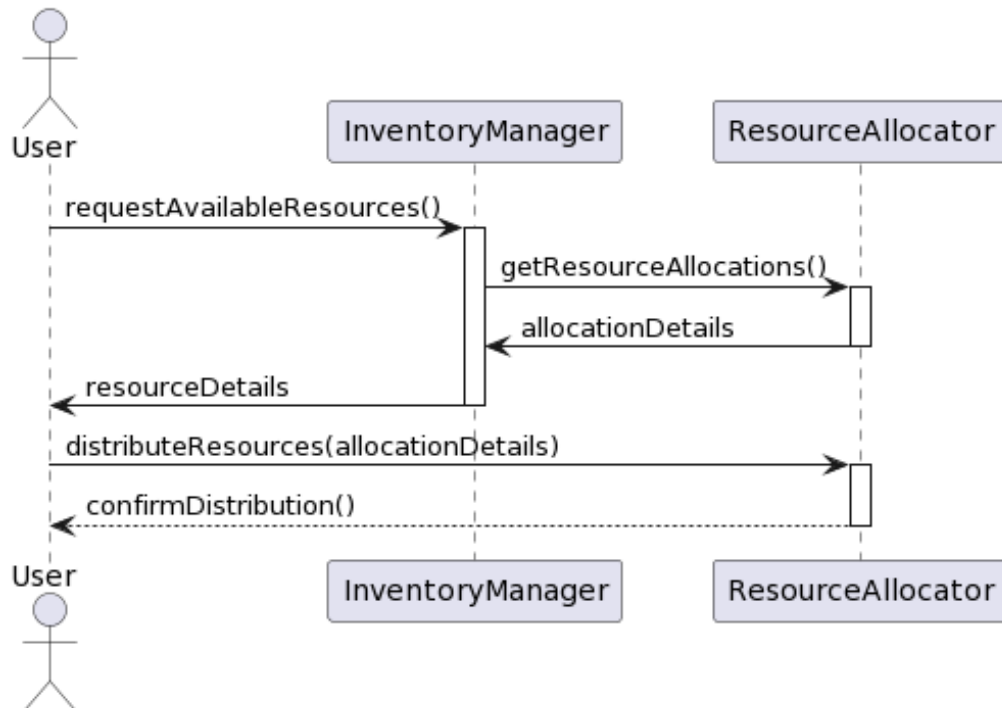 User
InventoryManager
ResourceAllocator
requestAvailableResources()
getResourceAllocations()
allocationDetails
resourceDetails
distributeResources(allocationDetails)
confirmDistribution()
User
InventoryManager
ResourceAllocator